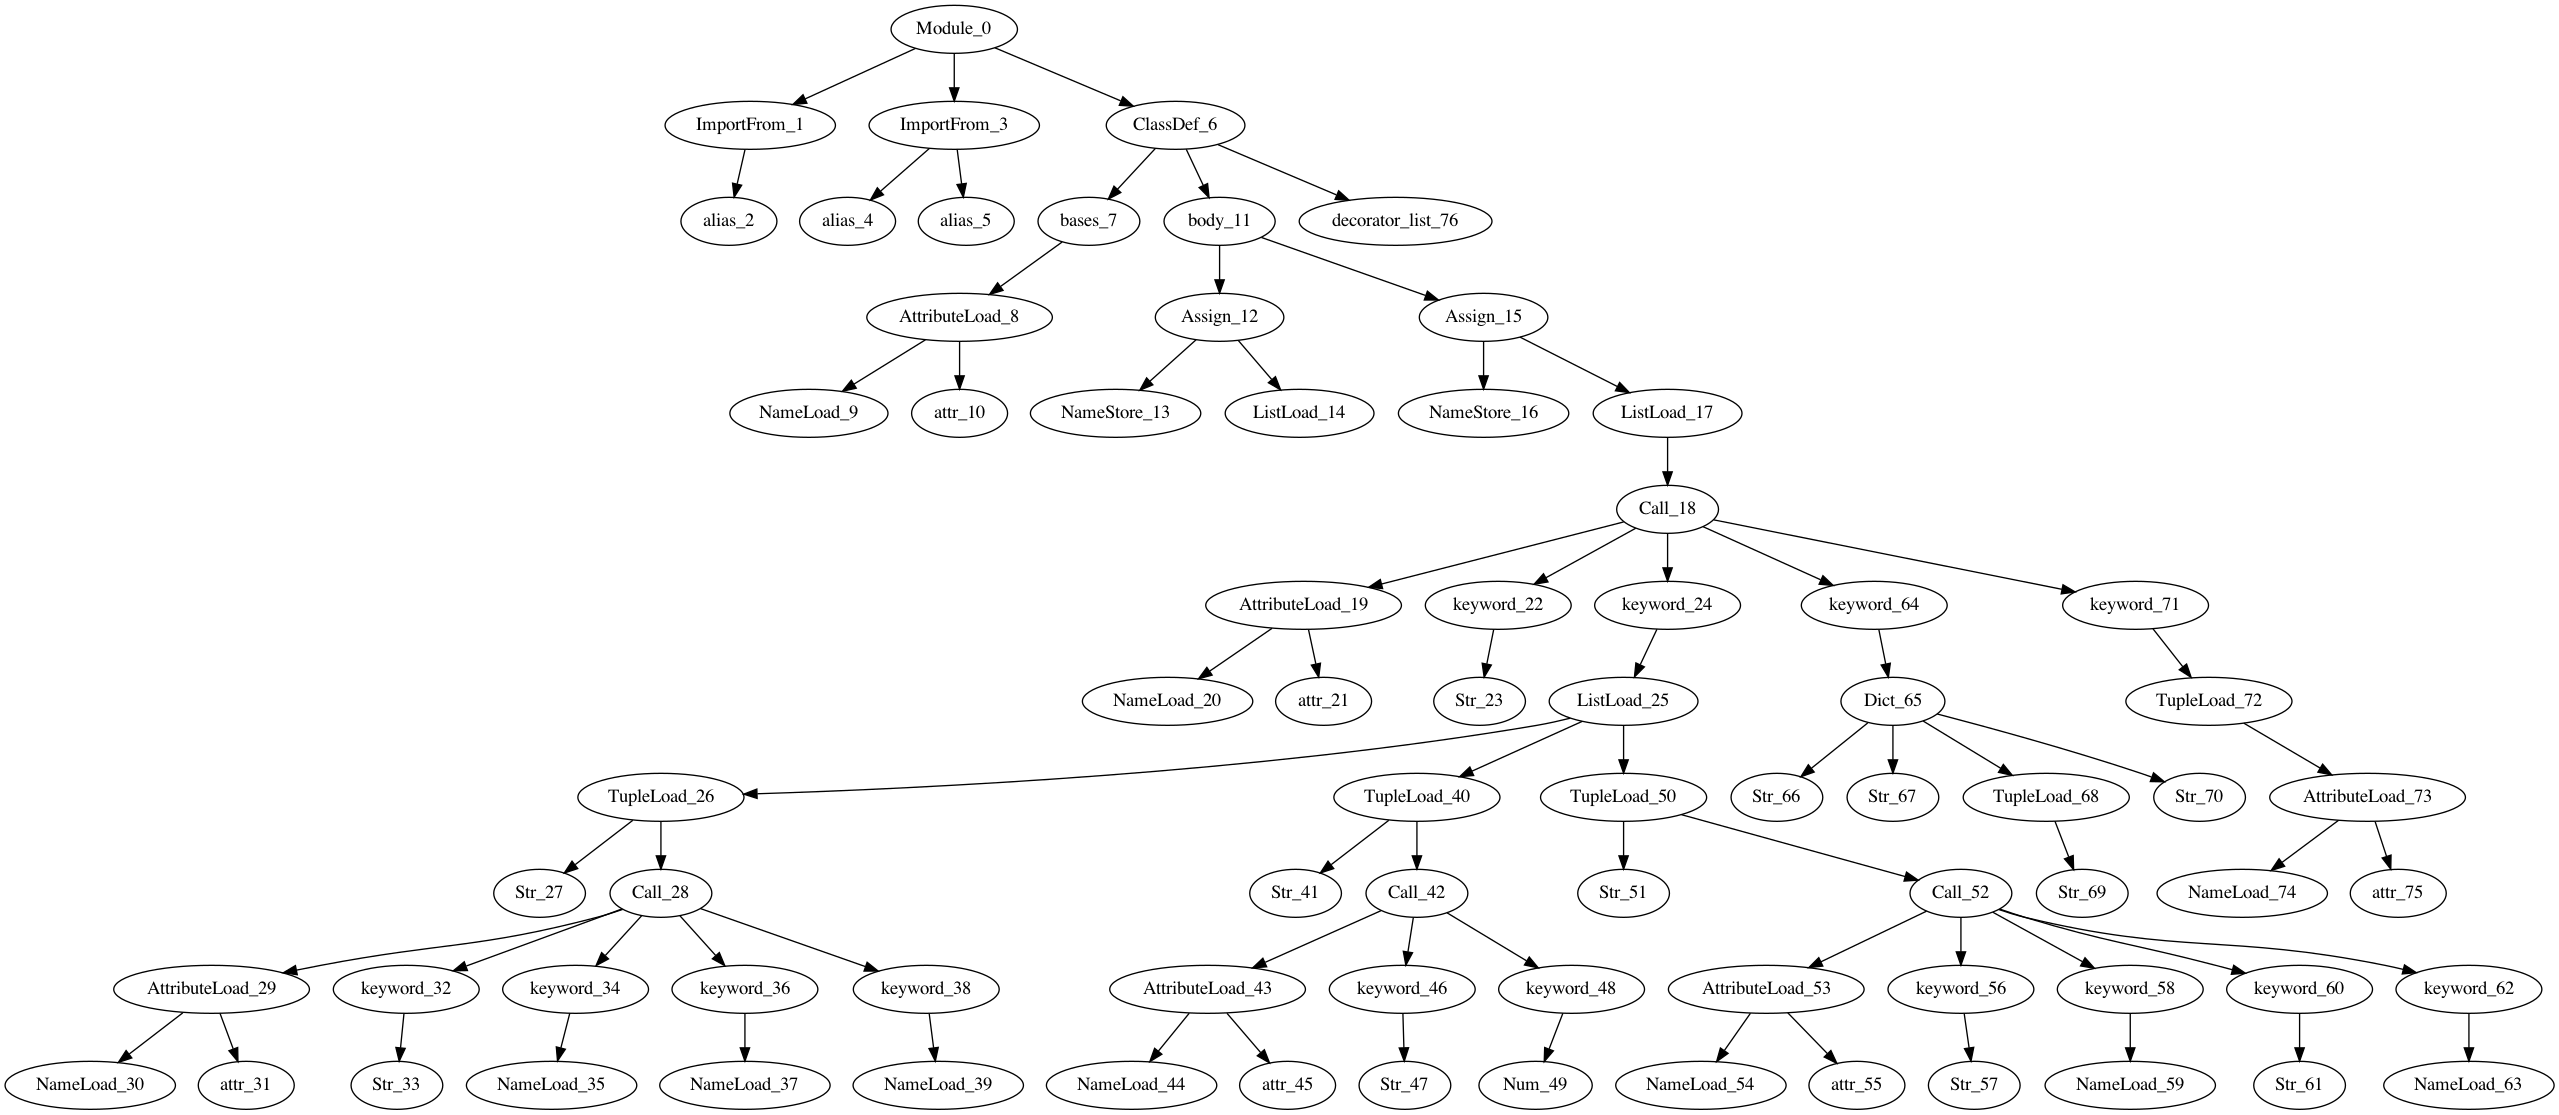 Module_0
ImportFrom_1 ImportFrom_3 ClassDef_6
alias_2 alias_4 alias_5 bases_7 body_11 decorator_list_76
AttributeLoad_8 Assign_12 Assign_15
NameLoad_9 attr_10 NameStore_13 ListLoad_14 NameStore_16 ListLoad_17
Call_18
AttributeLoad_19 keyword_22 keyword_24 keyword_64 keyword_71
NameLoad_20 attr_21 Str_23 ListLoad_25 Dict_65 TupleLoad_72
TupleLoad_26 TupleLoad_40 TupleLoad_50 Str_66 Str_67 TupleLoad_68 Str_70 AttributeLoad_73
Str_27 Call_28 Str_41 Call_42 Str_51 Call_52 Str_69 NameLoad_74 attr_75
AttributeLoad_29 keyword_32 keyword_34 keyword_36 keyword_38 AttributeLoad_43 keyword_46 keyword_48 AttributeLoad_53 keyword_56 keyword_58 keyword_60 keyword_62
NameLoad_30 attr_31 Str_33 NameLoad_35 NameLoad_37 NameLoad_39 NameLoad_44 attr_45 Str_47 Num_49 NameLoad_54 attr_55 Str_57 NameLoad_59 Str_61 NameLoad_63